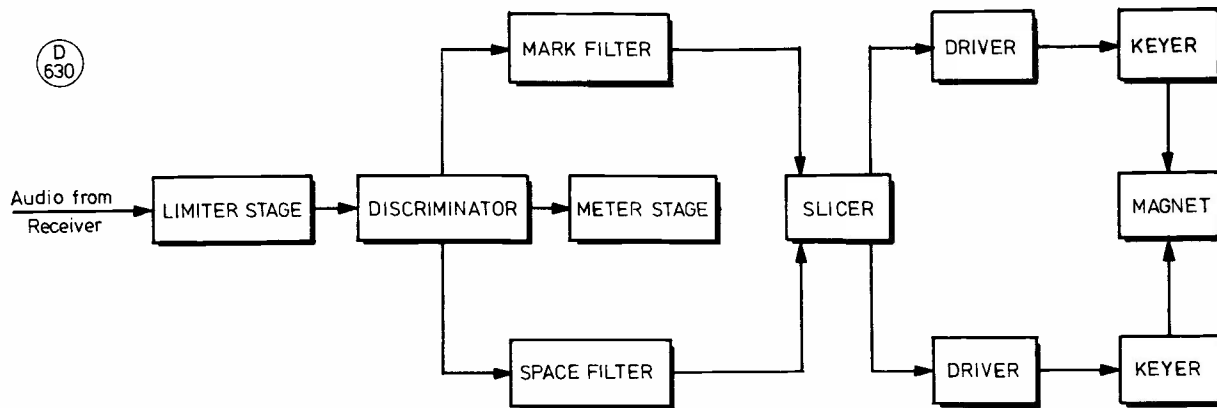 D
630
MARK FILTER
DRIVER
KEYER
Audio from
Receiver
LIMITER STAGE
DISCRIMINATOR
METER STAGE
SLICER
MAGNET
SPACE FILTER
DRIVER
KEYER